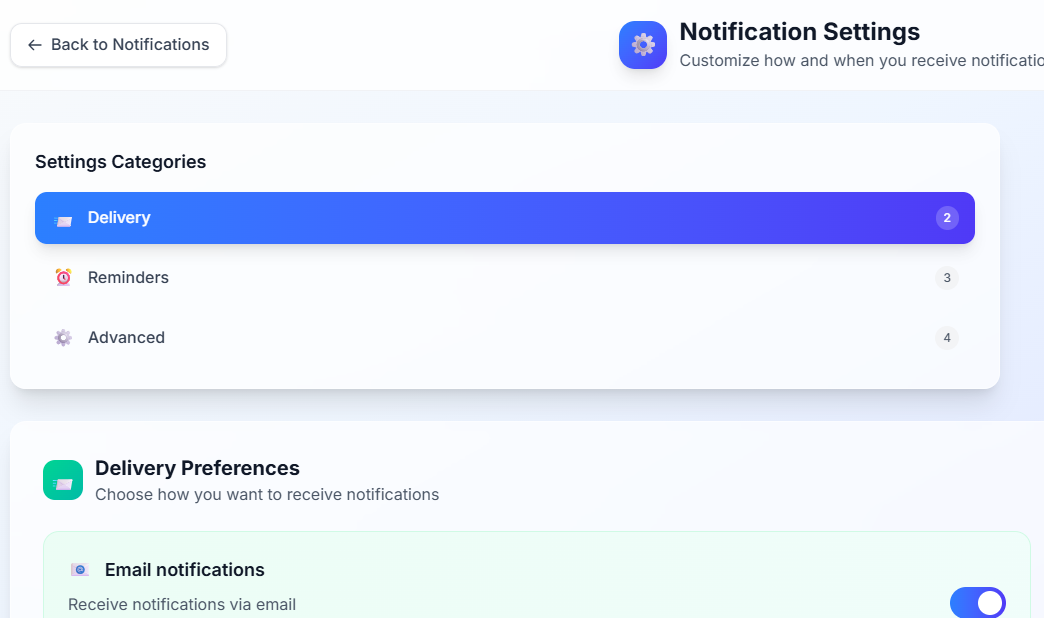 Back to Notifications
Notification Settings
Customize how and when you receive notificatio
Settings Categories
Delivery 2
Reminders 3
Advanced 4
Delivery Preferences
Choose how you want to receive notifications
Email notifications
Receive notifications via email